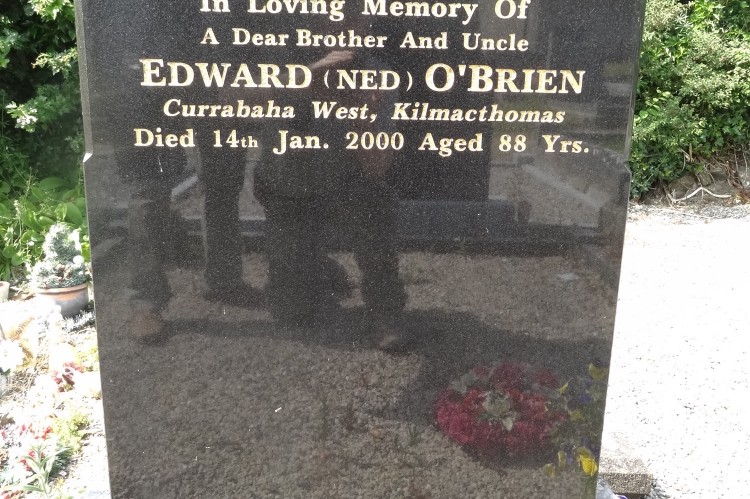 In Loving Memory Of
A Dear Brother And Uncle
EDWARD (NED) O'BRIEN
Currabaha West, Kilmacthomas
Died 14th Jan. 2000 Aged 88 Yrs.